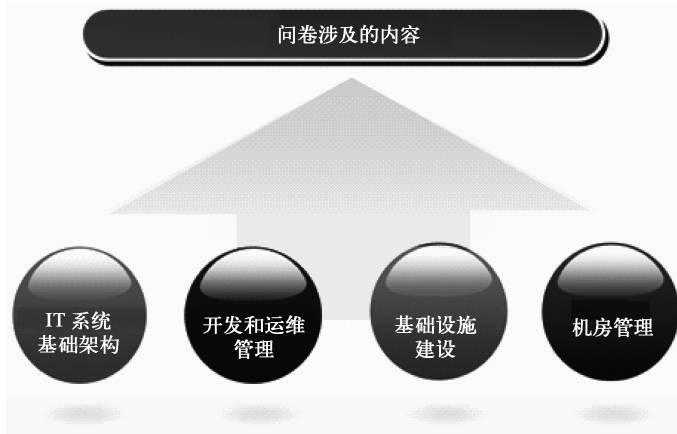 问卷涉及的内容
IT 系统
基础架构
开发和运维
管理
基础设施
建设
机房管理